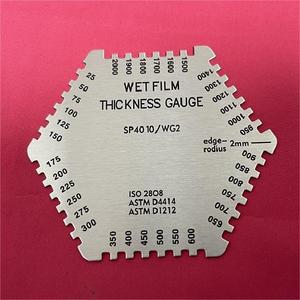 2000 1900 1800 1700 1600 1500
WET FILM
THICKNESS GAUGE
SP4010/WG2
edge-
radius 2mm
ISO 2808
ASTM D4414
ASTM D1212
25
50
75
100
125
150
175
200
225
250
275
300
350 400 450 500 550 600
650
700
750
800
850
900
950
1000
1100
1200
1300
1400